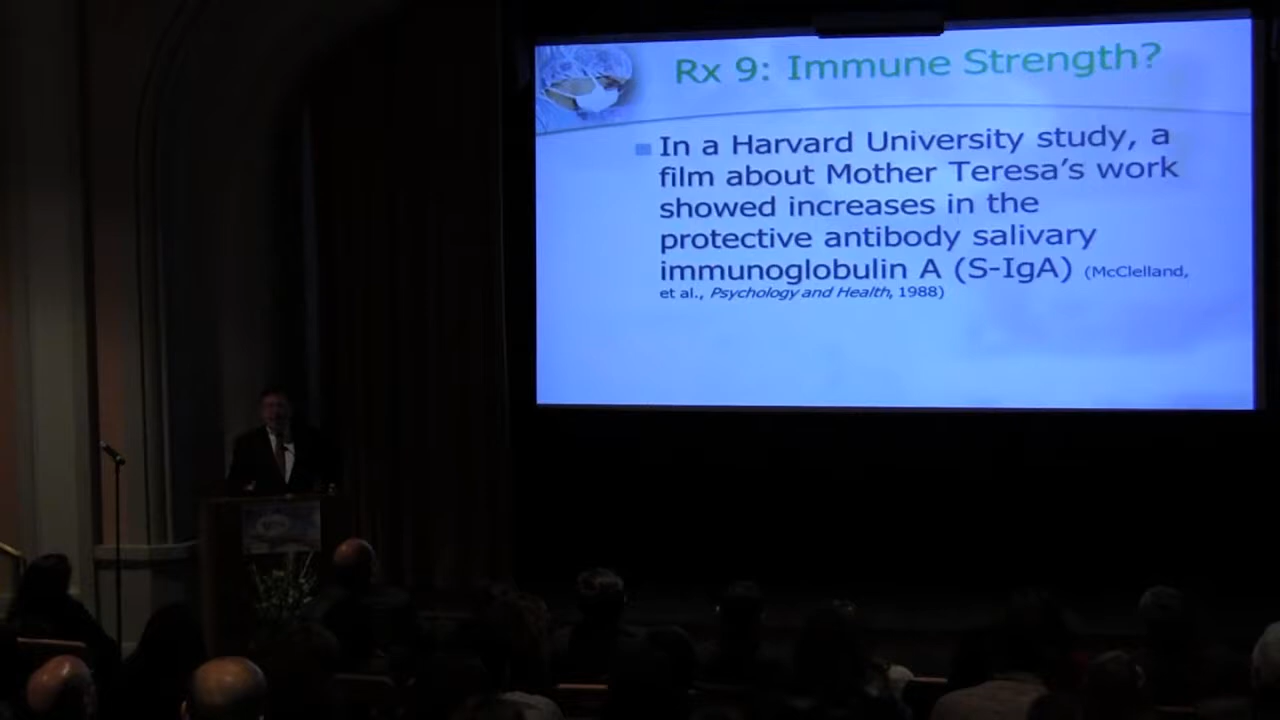 Rx 9: Immune Strength?
In a Harvard University study, a
film about Mother Teresa's work
showed increases in the
protective antibody salivary
immunoglobulin A (S-IgA) (McClelland,
et al., Psychology and Health, 1988)